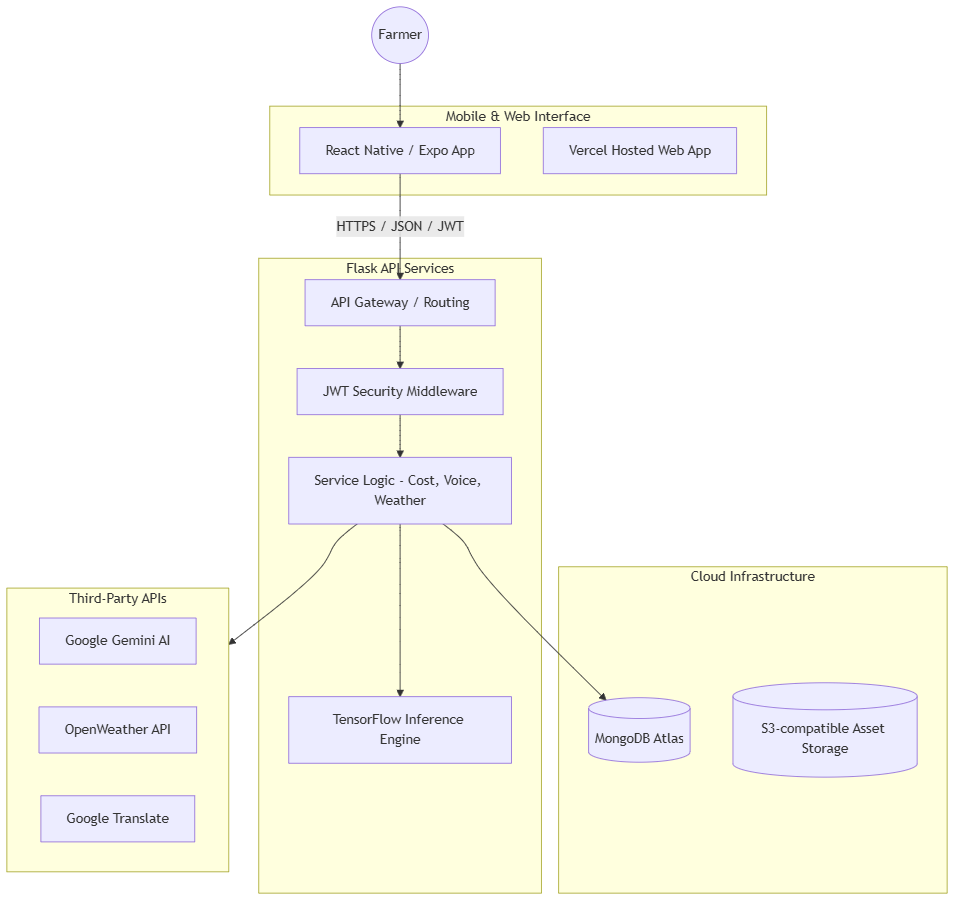 Farmer
Mobile & Web Interface
React Native / Expo App
Vercel Hosted Web App
HTTPS / JSON / JWT
Flask API Services
API Gateway / Routing
JWT Security Middleware
Service Logic - Cost, Voice,
Weather
Third-Party APIs
Google Gemini AI
OpenWeather API
Google Translate
TensorFlow Inference
Engine
Cloud Infrastructure
MongoDB Atlas
S3-compatible Asset
Storage